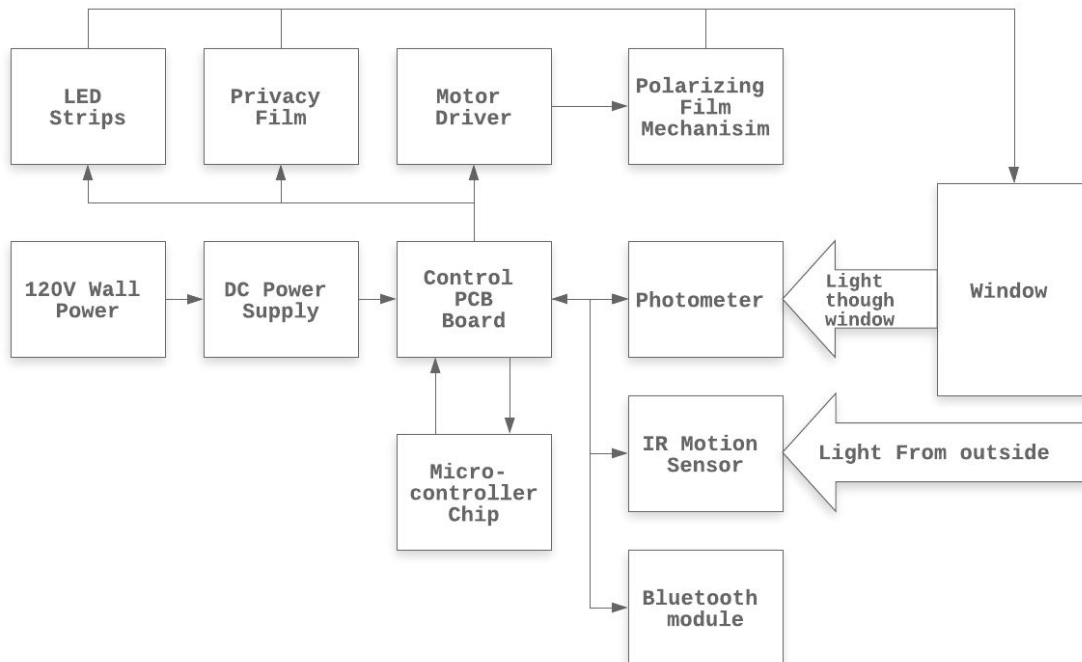 LED
Strips
Privacy
Film
Motor
Driver
Polarizing
Film
Mechanisim
120V Wall
Power
DC Power
Supply
Control
PCB
Board
Photometer
Light
though
window
Window
Micro-
controller
Chip
IR Motion
Sensor
Light From outside
Bluetooth
module